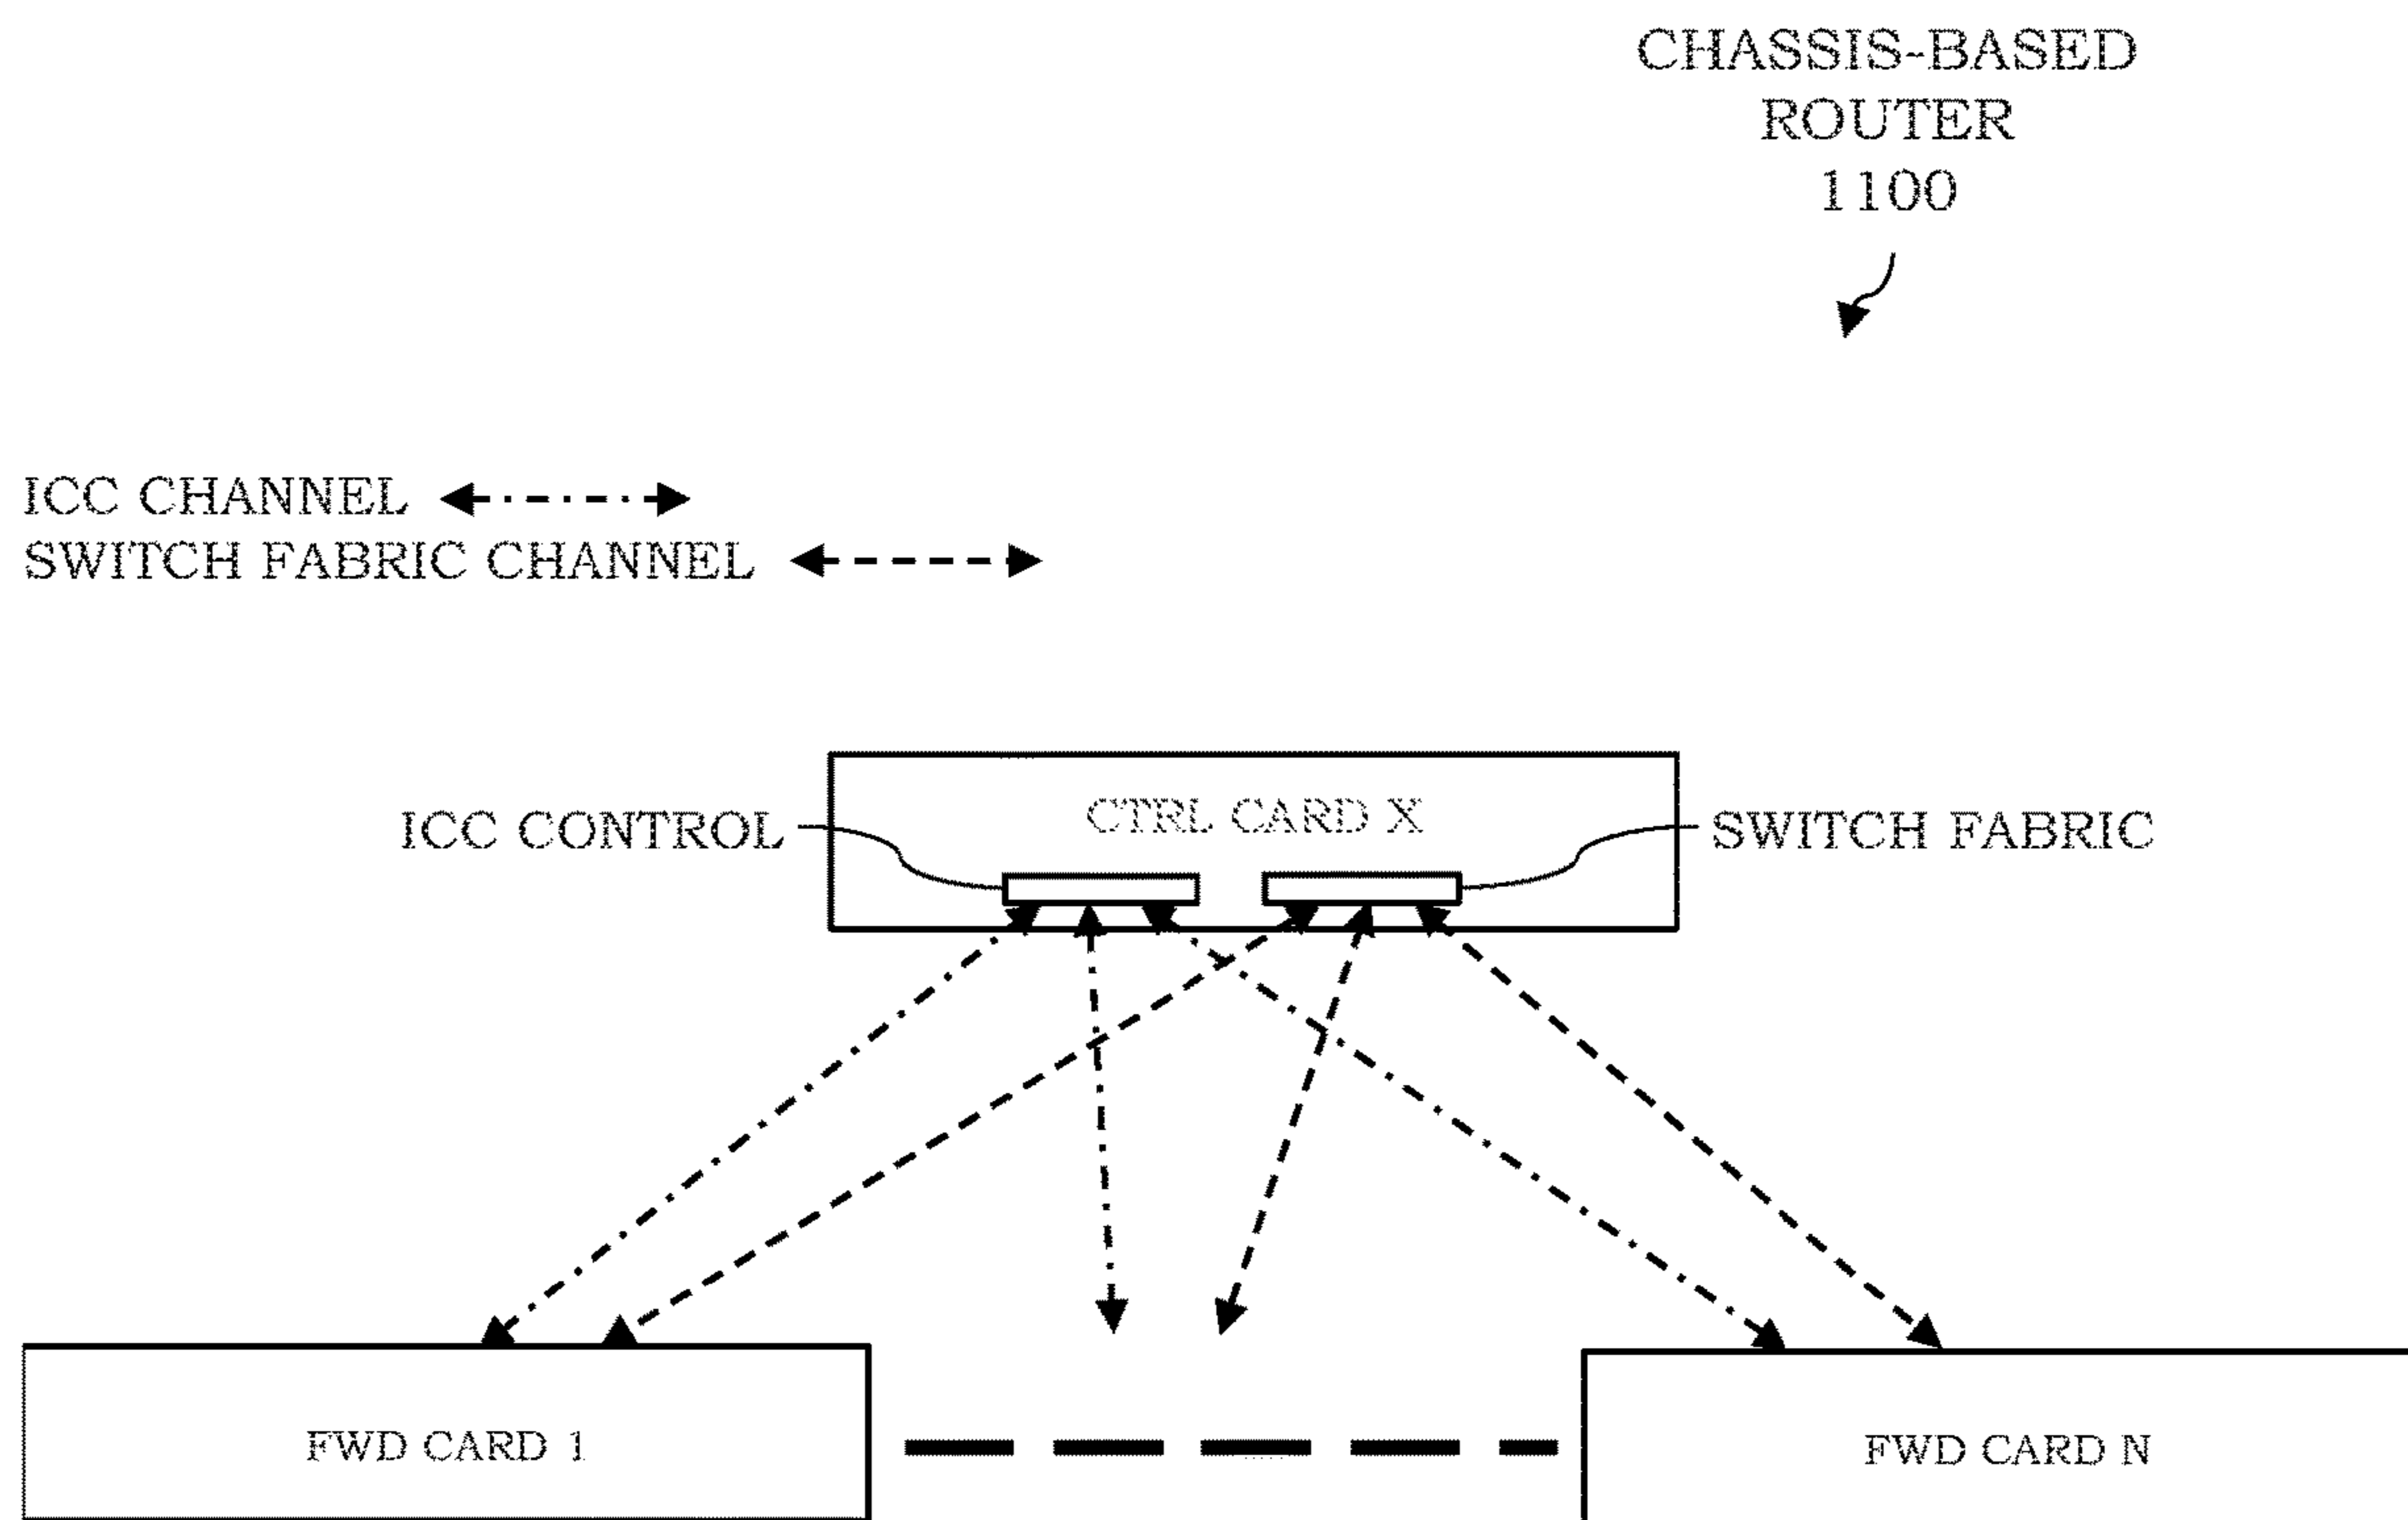 CHASSIS-BASED
ROUTER
1100
ICC CHANNEL
SWITCH FABRIC CHANNEL
CTRL CARD X
ICC CONTROL
SWITCH FABRIC
FWD CARD 1
FWD CARD N